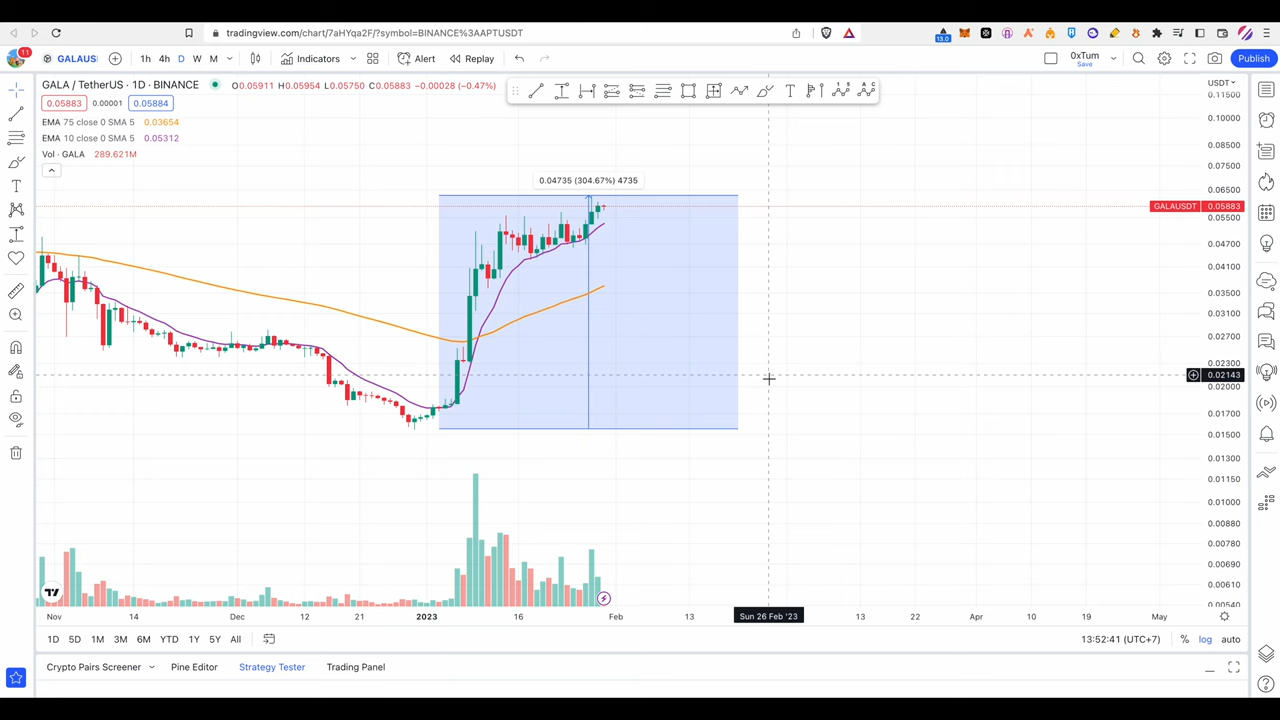 tradingview.com/chart/7aHYqa2F/?symbol=BINANCE%3AAPTUSDT
13.0
11
GALAUS
1h 4h D W M
Indicators
Alert
Replay
0xTum
Save
Publish
GALA / TetherUS · 1D · BINANCE
O0.05911 H0.05954 L0.05750 C0.05883 −0.00028 (−0.47%)
0.05883 0.00001 0.05884
EMA 75 close 0 SMA 5 0.03654
EMA 10 close 0 SMA 5 0.05312
Vol · GALA 289.621M
0.04735 (304.67%) 4735
USDT
0.11500
0.10000
0.08500
0.07500
0.06500
GALAUSDT 0.05883
0.05500
0.04700
0.04100
0.03500
0.03100
0.02700
0.02300
0.02143
0.02000
0.01700
0.01500
0.01300
0.01150
0.01000
0.00880
0.00780
0.00690
0.00610
0.00540
Nov 14 Dec 12 21 2023 16 Feb 13 Sun 26 Feb '23 13 22 Apr 10 19 May
1D 5D 1M 3M 6M YTD 1Y 5Y All
13:52:41 (UTC+7) % log auto
Crypto Pairs Screener Pine Editor Strategy Tester Trading Panel